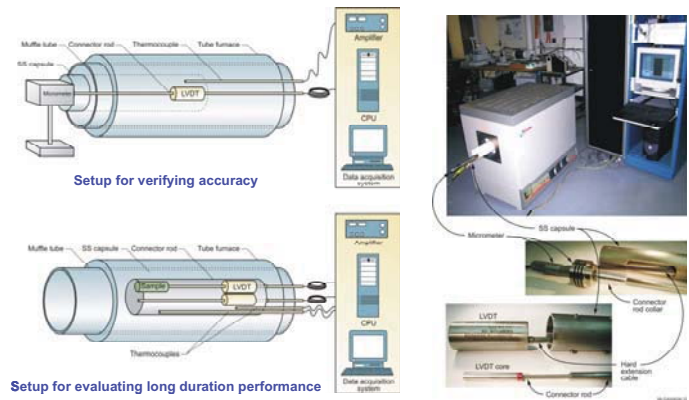 Muffle tube
Connector rod
Thermocouple
Tube furnace
SS capsule
Micrometer
LVDT
Amplifier
CPU
Data acquisition
system
Setup for verifying accuracy
Muffle tube
SS capsule
Connector rod
Tube furnace
Sample
LVDT
Thermocouples
Amplifier
CPU
Data acquisition
system
Setup for evaluating long duration performance
Micrometer
SS capsule
Connector
rod collar
LVDT
LVDT core
Hard
extension
cable
Connector rod